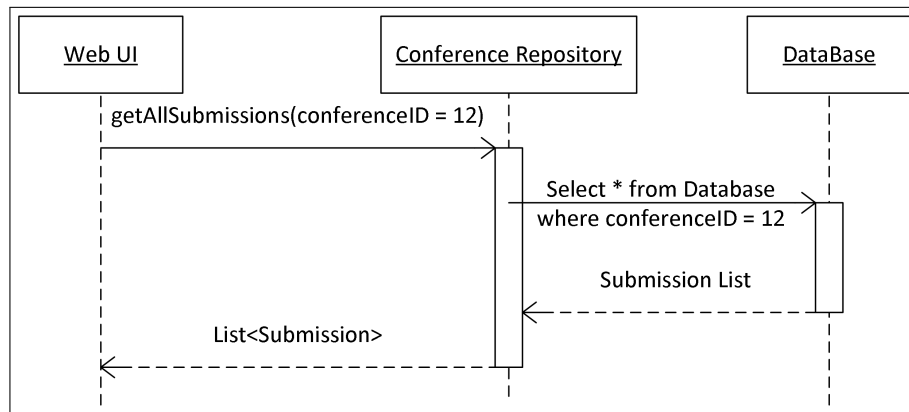 Web UI
Conference Repository
DataBase
getAllSubmissions(conferenceID = 12)
Select * from Database
where conferenceID = 12
Submission List
List<Submission>